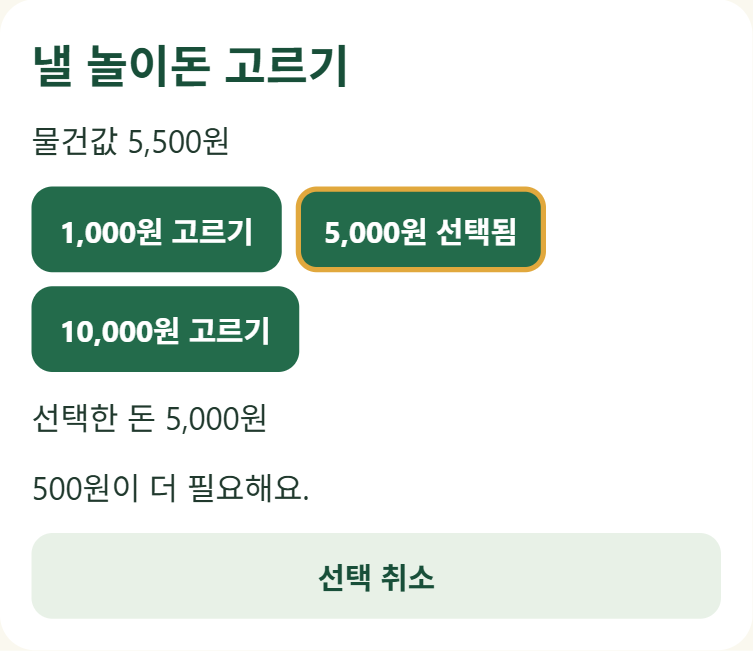 낼 놀이돈 고르기
물건값 5,500원
1,000원 고르기
5,000원 선택됨
10,000원 고르기
선택한 돈 5,000원
500원이 더 필요해요.
선택 취소